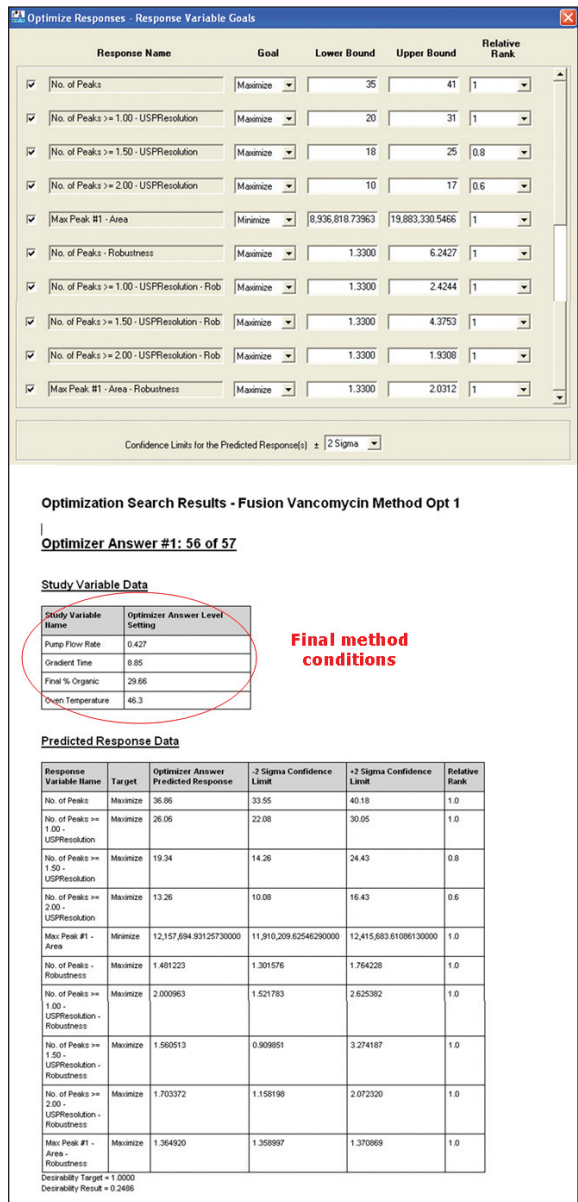 Optimize Responses - Response Variable Goals
Response Name Goal Lower Bound Upper Bound Relative Rank
No. of Peaks Maximize 35 41 1
No. of Peaks >= 1.00 - USPResolution Maximize 20 31 1
No. of Peaks >= 1.50 - USPResolution Maximize 18 25 0.8
No. of Peaks >= 2.00 - USPResolution Maximize 10 17 0.6
Max Peak #1 - Area Minimize 8,936,818.73963 19,883,330.5466 1
No. of Peaks - Robustness Maximize 1.3300 6.2427 1
No. of Peaks >= 1.00 - USPResolution - Rob Maximize 1.3300 2.4244 1
No. of Peaks >= 1.50 - USPResolution - Rob Maximize 1.3300 4.3753 1
No. of Peaks >= 2.00 - USPResolution - Rob Maximize 1.3300 1.9308 1
Max Peak #1 - Area - Robustness Maximize 1.3300 2.0312 1
Confidence Limits for the Predicted Response(s) ± 2 Sigma
Optimization Search Results - Fusion Vancomycin Method Opt 1
Optimizer Answer #1: 56 of 57
Study Variable Data
Study Variable Name Optimizer Answer Level Setting
Pump Flow Rate 0.427
Gradient Time 8.85
Final % Organic 29.66
Oven Temperature 46.3
Final method
conditions
Predicted Response Data
Response Variable Name Target Optimizer Answer Predicted Response -2 Sigma Confidence Limit +2 Sigma Confidence Limit Relative Rank
No. of Peaks Maximize 36.86 33.55 40.18 1.0
No. of Peaks >= 1.00 - USPResolution Maximize 26.06 22.08 30.05 1.0
No. of Peaks >= 1.50 - USPResolution Maximize 19.34 14.26 24.43 0.8
No. of Peaks >= 2.00 - USPResolution Maximize 13.26 10.08 16.43 0.6
Max Peak #1 - Area Minimize 12,157,694.93125730000 11,910,209.62546290000 12,415,683.61086130000 1.0
No. of Peaks - Robustness Maximize 1.481223 1.301576 1.764228 1.0
No. of Peaks >= 1.00 - USPResolution - Robustness Maximize 2.000963 1.521783 2.625382 1.0
No. of Peaks >= 1.50 - USPResolution - Robustness Maximize 1.560513 0.909851 3.274187 1.0
No. of Peaks >= 2.00 - USPResolution - Robustness Maximize 1.703372 1.158198 2.072320 1.0
Max Peak #1 - Area - Robustness Maximize 1.364920 1.358997 1.370869 1.0
Desirability Target = 1.0000
Desirability Result = 0.2486